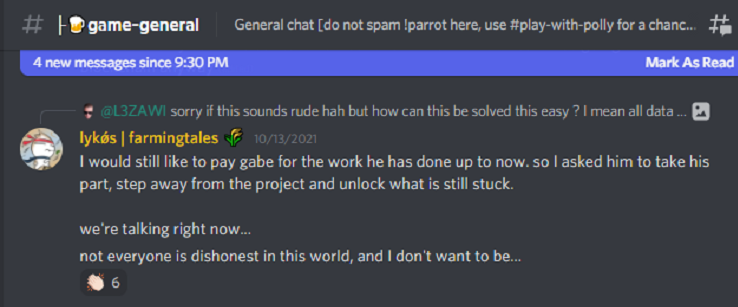 game-general General chat [do not spam !parrot here, use #play-with-polly for a chanc...
4 new messages since 9:30 PM Mark As Read
@L3ZAWI sorry if this sounds rude hah but how can this be solved this easy ? I mean all data ...
lykøs | farmingtales 10/13/2021
I would still like to pay gabe for the work he has done up to now. so I asked him to take his
part, step away from the project and unlock what is still stuck.
we're talking right now...
not everyone is dishonest in this world, and I don't want to be...
6